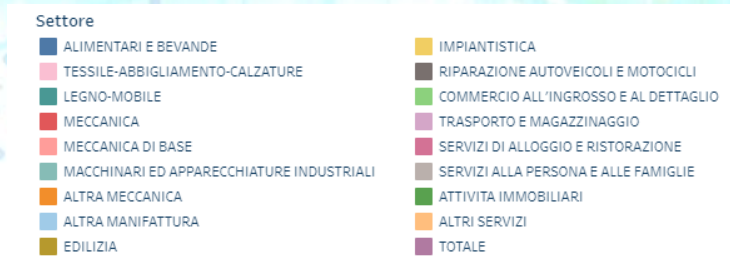 Settore
ALIMENTARI E BEVANDE
TESSILE-ABBIGLIAMENTO-CALZATURE
LEGNO-MOBILE
MECCANICA
MECCANICA DI BASE
MACCHINARI ED APPARECCHIATURE INDUSTRIALI
ALTRA MECCANICA
ALTRA MANIFATTURA
EDILIZIA
IMPIANTISTICA
RIPARAZIONE AUTOVEICOLI E MOTOCICLI
COMMERCIO ALL'INGROSSO E AL DETTAGLIO
TRASPORTO E MAGAZZINAGGIO
SERVIZI DI ALLOGGIO E RISTORAZIONE
SERVIZI ALLA PERSONA E ALLE FAMIGLIE
ATTIVITA IMMOBILIARI
ALTRI SERVIZI
TOTALE